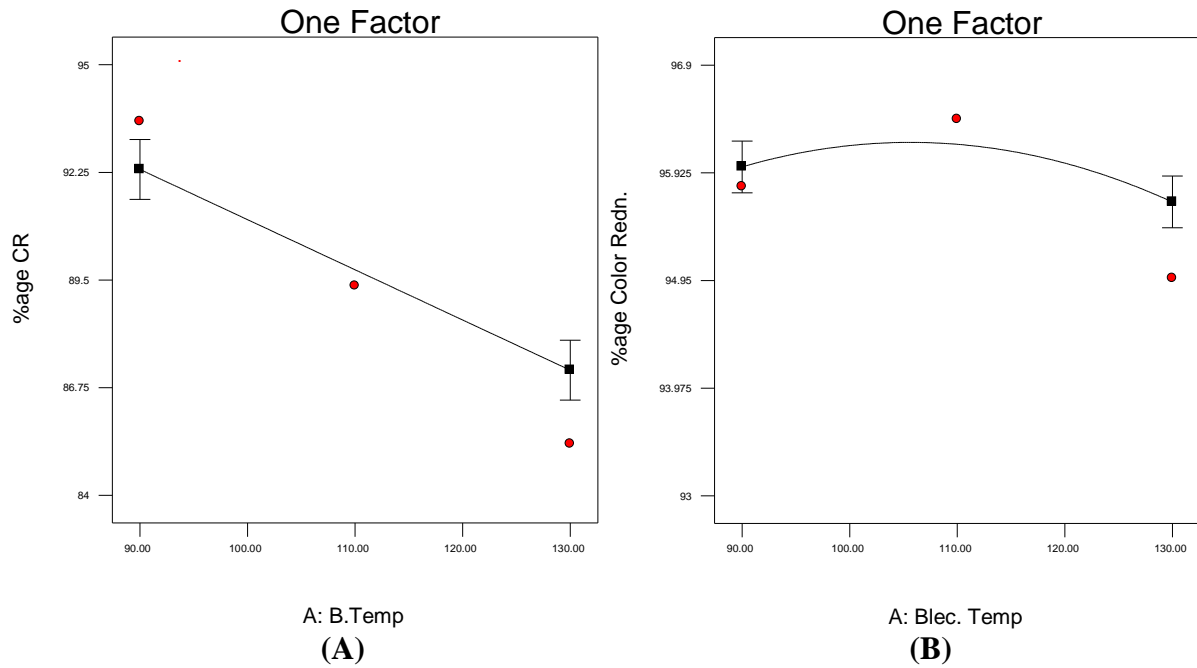 One Factor
95
92.25
89.5
86.75
84
%age CR
90.00
100.00
110.00
120.00
130.00
A: B.Temp
(A)
One Factor
96.9
95.925
94.95
93.975
93
%age Color Redn.
90.00
100.00
110.00
120.00
130.00
A: Blec. Temp
(B)